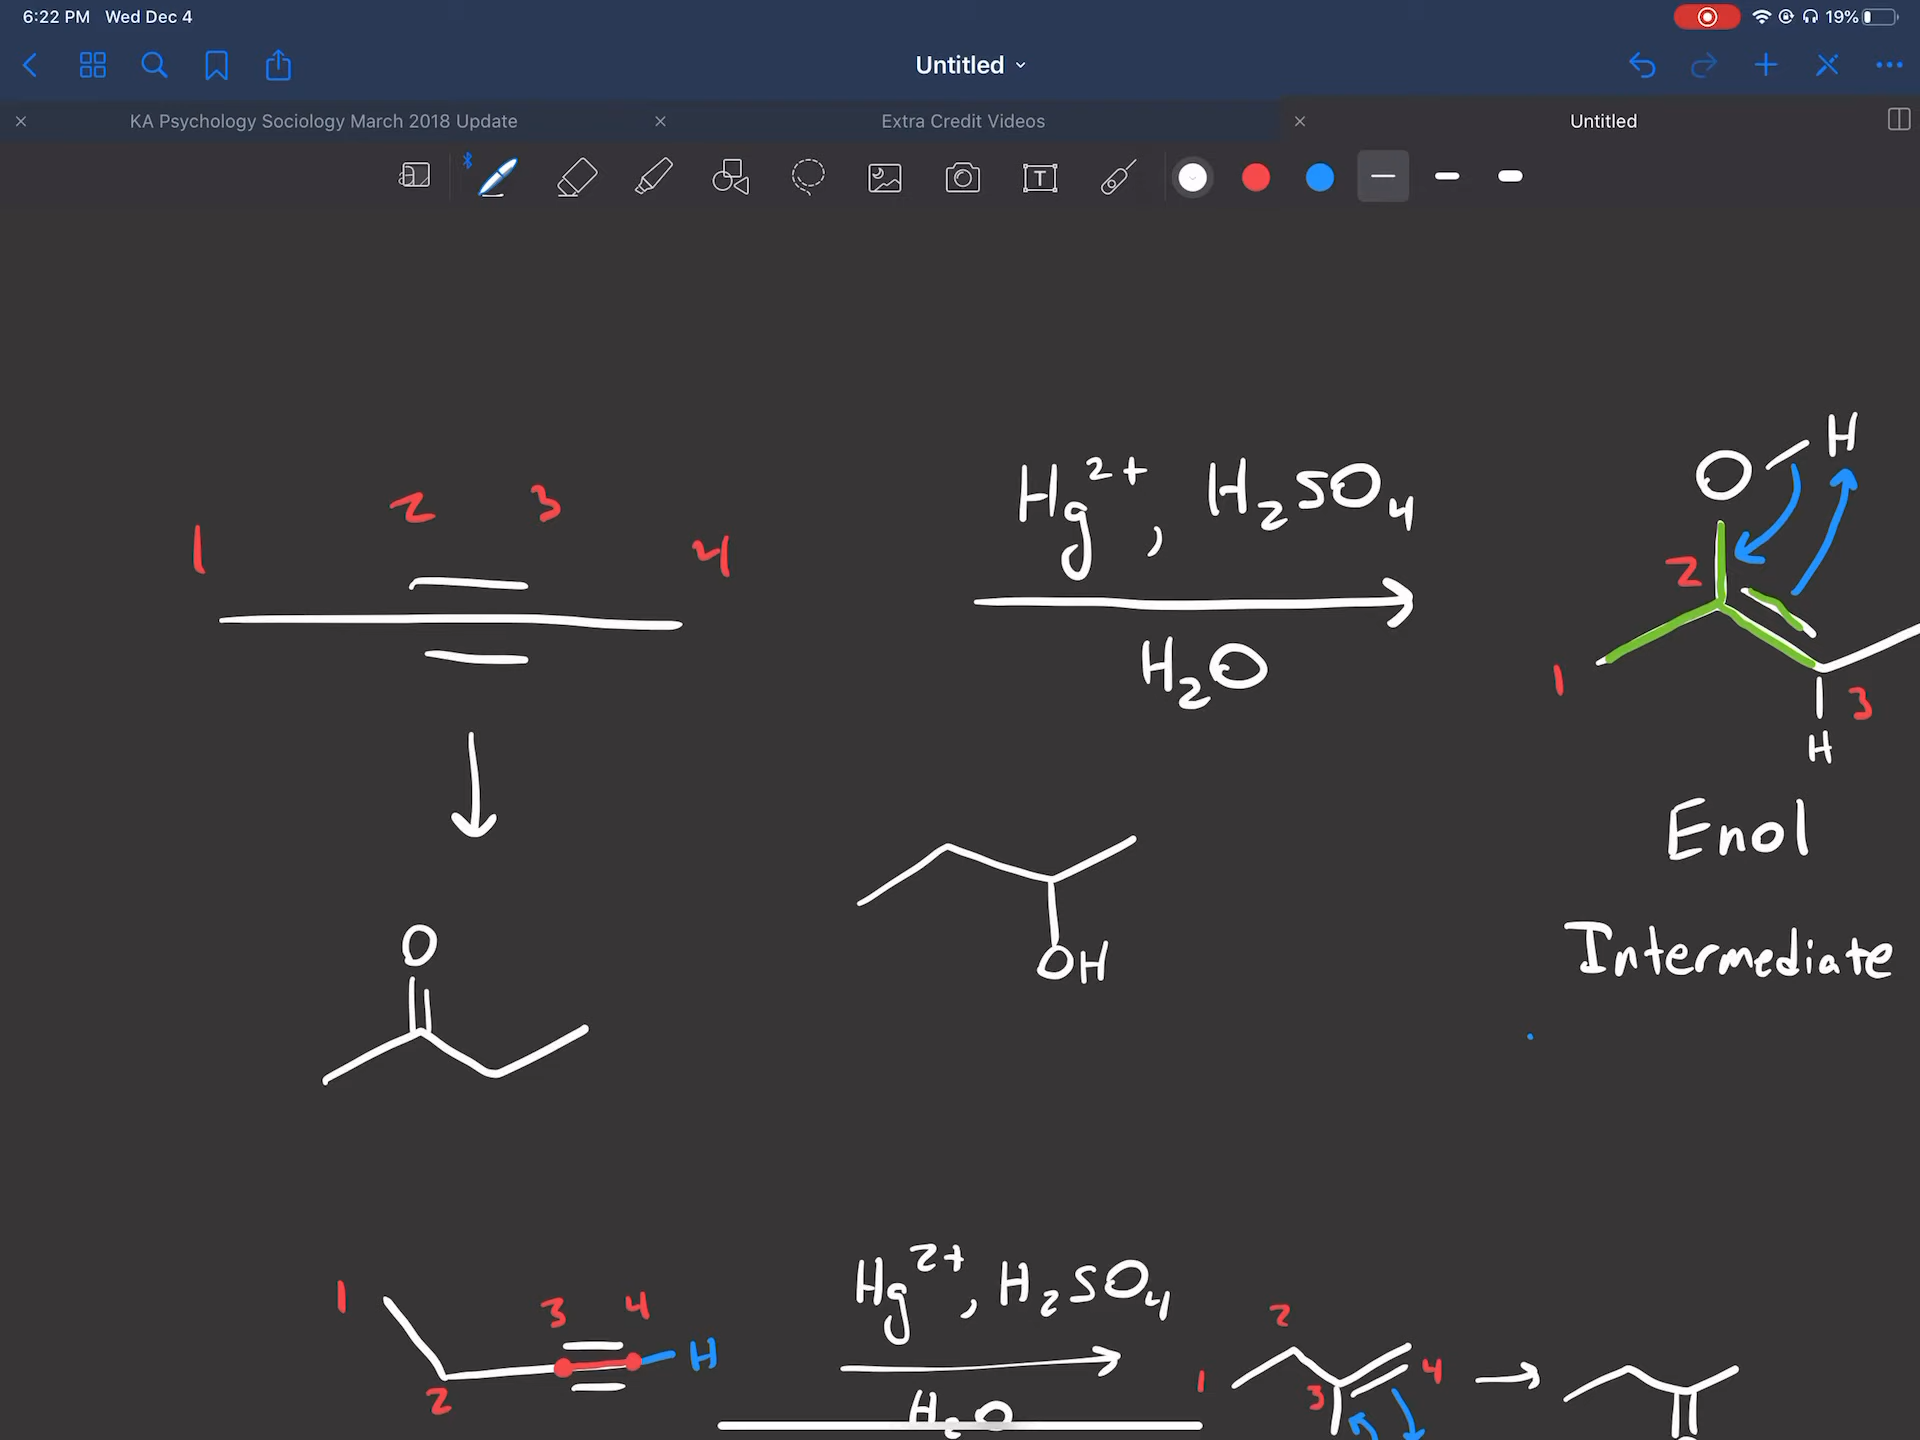 6:22 PM Wed Dec 4
19%
Untitled
KA Psychology Sociology March 2018 Update
Extra Credit Videos
Untitled
1 2 3 4
Hg²⁺, H₂SO₄
H₂O
O H
2
1
3
H
Enol
Intermediate
O
OH
1 2 3 4 H
Hg²⁺, H₂SO₄
H₂O
1 2 3 4